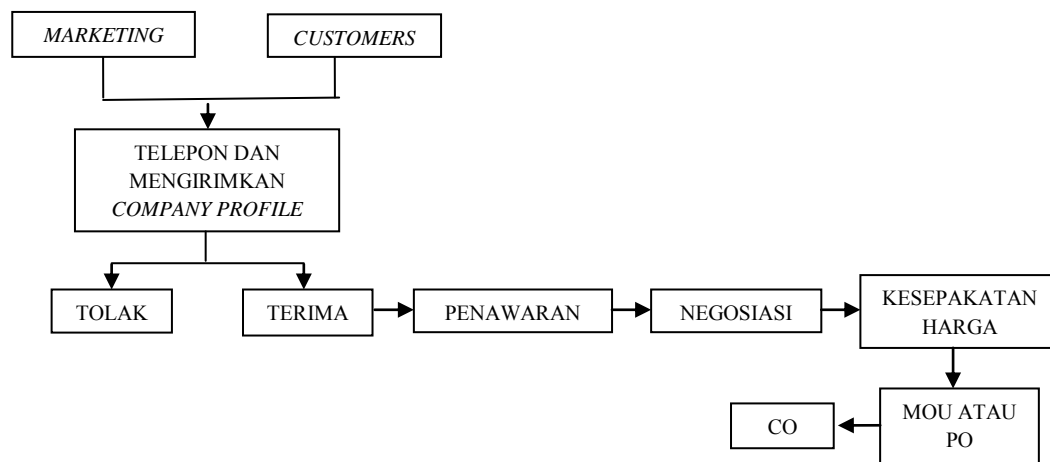 MARKETING
CUSTOMERS
TELEPON DAN
MENGIRIMKAN
COMPANY PROFILE
TOLAK
TERIMA
PENAWARAN
NEGOSIASI
KESEPAKATAN
HARGA
CO
MOU ATAU
PO